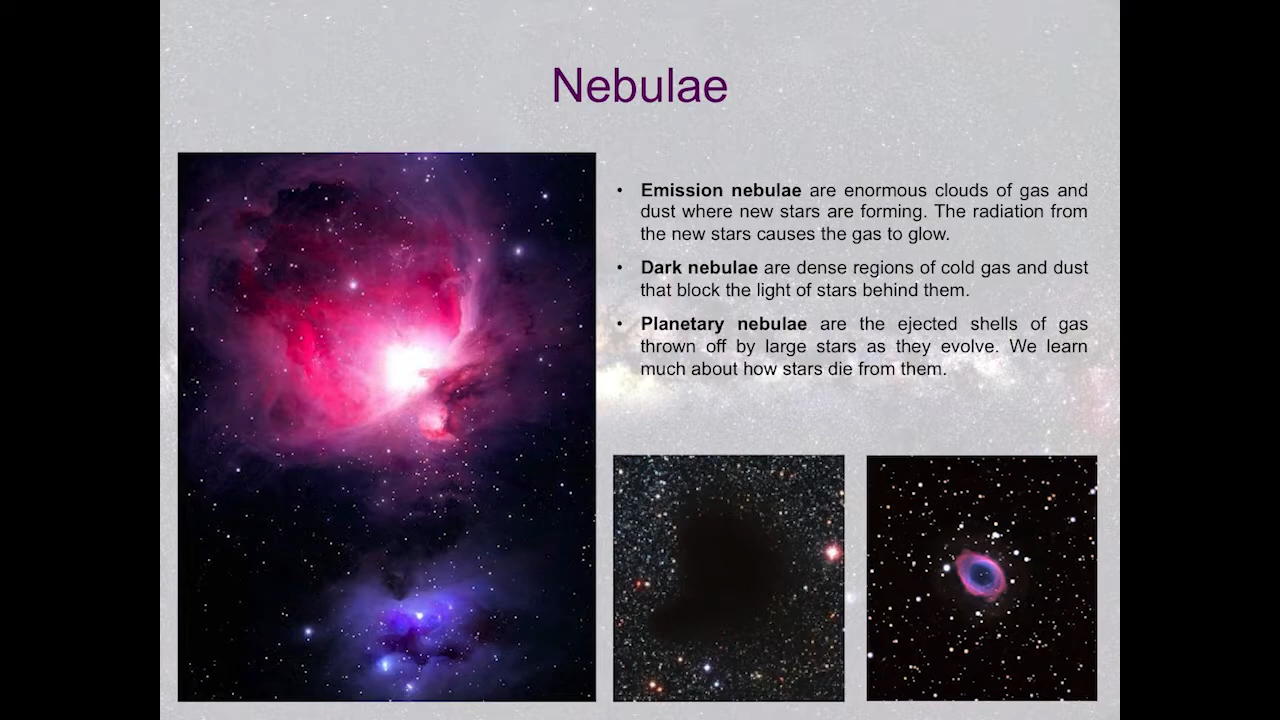 Nebulae
• Emission nebulae are enormous clouds of gas and
dust where new stars are forming. The radiation from
the new stars causes the gas to glow.
• Dark nebulae are dense regions of cold gas and dust
that block the light of stars behind them.
• Planetary nebulae are the ejected shells of gas
thrown off by large stars as they evolve. We learn
much about how stars die from them.